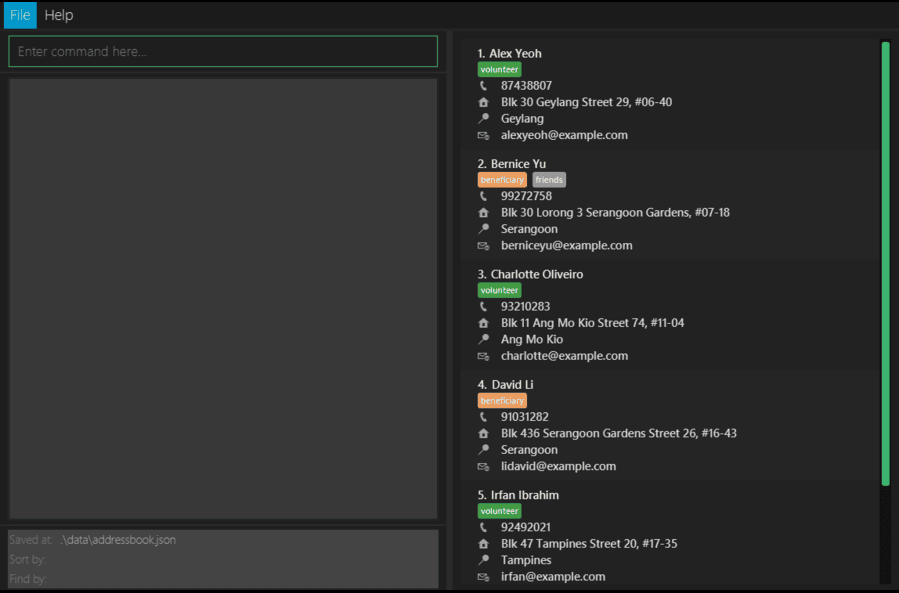 File Help
Enter command here...
Saved at: .\data\addressbook.json
Sort by:
Find by:
1. Alex Yeoh
volunteer
87438807
Blk 30 Geylang Street 29, #06-40
Geylang
alexyeoh@example.com
2. Bernice Yu
beneficiary friends
99272758
Blk 30 Lorong 3 Serangoon Gardens, #07-18
Serangoon
berniceyu@example.com
3. Charlotte Oliveiro
volunteer
93210283
Blk 11 Ang Mo Kio Street 74, #11-04
Ang Mo Kio
charlotte@example.com
4. David Li
beneficiary
91031282
Blk 436 Serangoon Gardens Street 26, #16-43
Serangoon
lidavid@example.com
5. Irfan Ibrahim
volunteer
92492021
Blk 47 Tampines Street 20, #17-35
Tampines
irfan@example.com